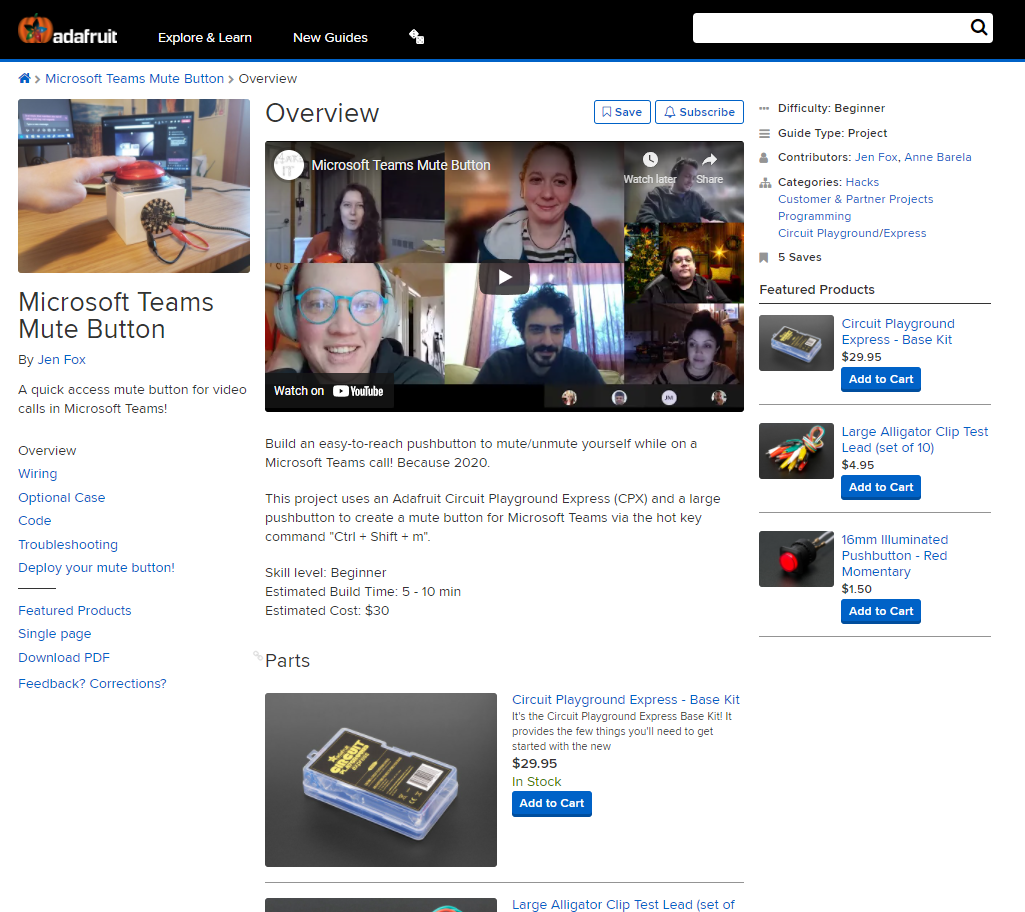 adafruit
Explore & Learn
New Guides
Microsoft Teams Mute Button
Overview
Microsoft Teams
Mute Button
By Jen Fox
A quick access mute button for video
calls in Microsoft Teams!
Overview
Wiring
Optional Case
Code
Troubleshooting
Deploy your mute button!
Featured Products
Single page
Download PDF
Feedback? Corrections?
Overview
Save
Subscribe
Microsoft Teams Mute Button
Watch later
Share
Watch on YouTube
JM
Build an easy-to-reach pushbutton to mute/unmute yourself while on a
Microsoft Teams call! Because 2020.
This project uses an Adafruit Circuit Playground Express (CPX) and a large
pushbutton to create a mute button for Microsoft Teams via the hot key
command "Ctrl + Shift + m".
Skill level: Beginner
Estimated Build Time: 5 - 10 min
Estimated Cost: $30
Parts
CIRCUIT
PLAYGROUND
Circuit Playground Express - Base Kit
It's the Circuit Playground Express Base Kit! It
provides the few things you'll need to get
started with the new
$29.95
In Stock
Add to Cart
Large Alligator Clip Test Lead (set of
Difficulty: Beginner
Guide Type: Project
Contributors: Jen Fox, Anne Barela
Categories: Hacks
Customer & Partner Projects
Programming
Circuit Playground/Express
5 Saves
Featured Products
Circuit Playground
Express - Base Kit
$29.95
Add to Cart
Large Alligator Clip Test
Lead (set of 10)
$4.95
Add to Cart
16mm Illuminated
Pushbutton - Red
Momentary
$1.50
Add to Cart